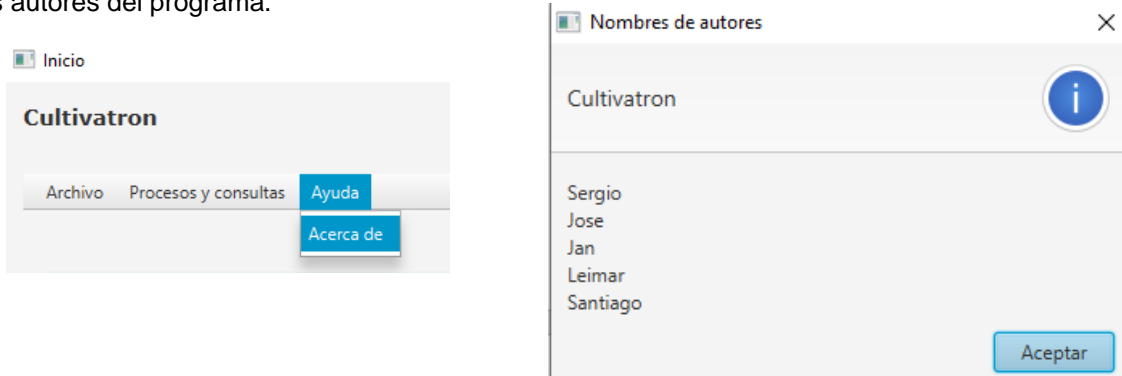 autores del programa.
Inicio
Cultivatron
Archivo Procesos y consultas Ayuda
Acerca de
Nombres de autores
Cultivatron
i
Sergio
Jose
Jan
Leimar
Santiago
Aceptar